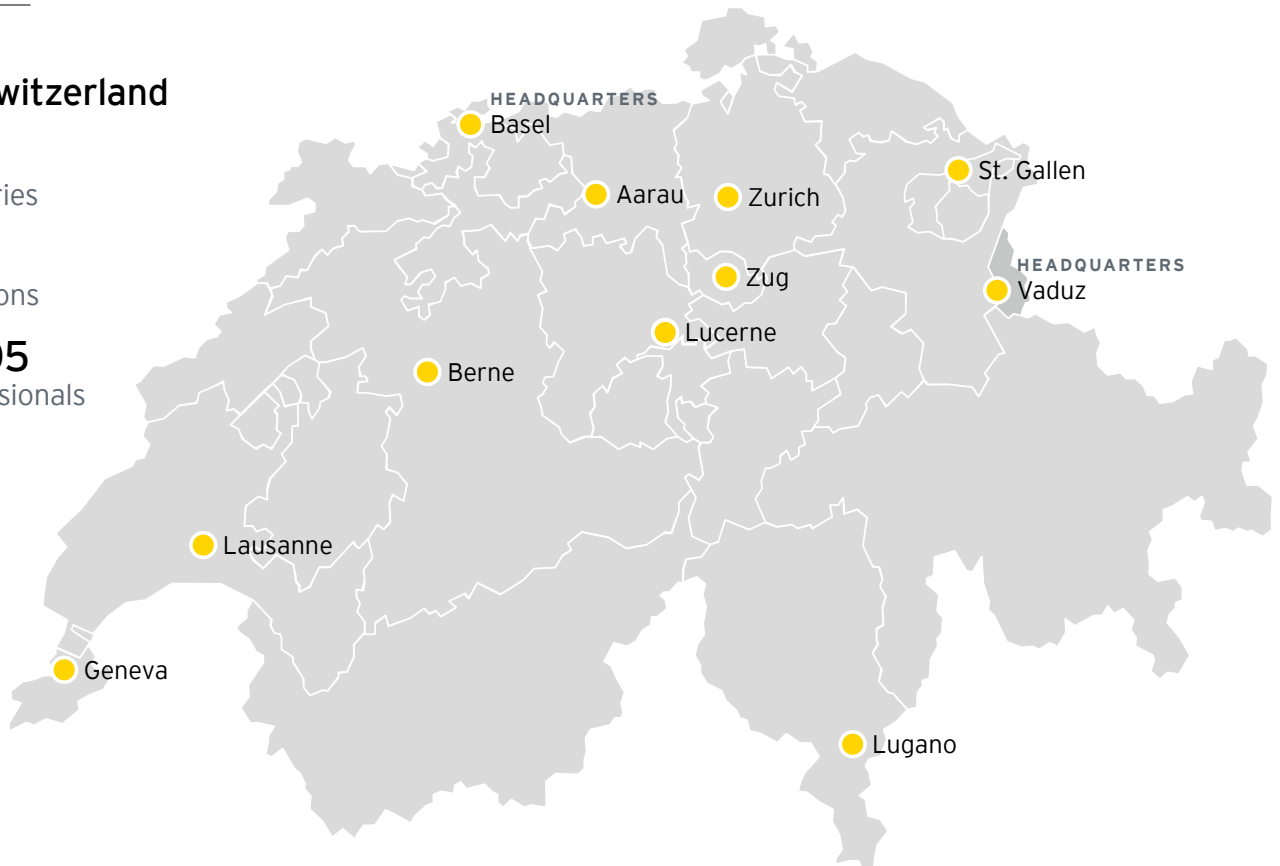 witzerland
ries
ons
05
sionals
HEADQUARTERS
Basel
Aarau
Zurich
St. Gallen
Zug
HEADQUARTERS
Vaduz
Lucerne
Berne
Lausanne
Geneva
Lugano